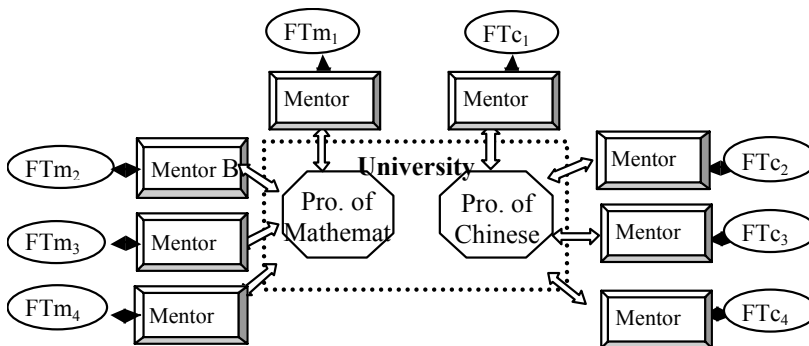 FTm1
FTc1
Mentor
Mentor
FTm2
Mentor B
University
Mentor
FTc2
Pro. of
Mathemat
Pro. of
Chinese
FTm3
Mentor
Mentor
FTc3
FTm4
Mentor
Mentor
FTc4